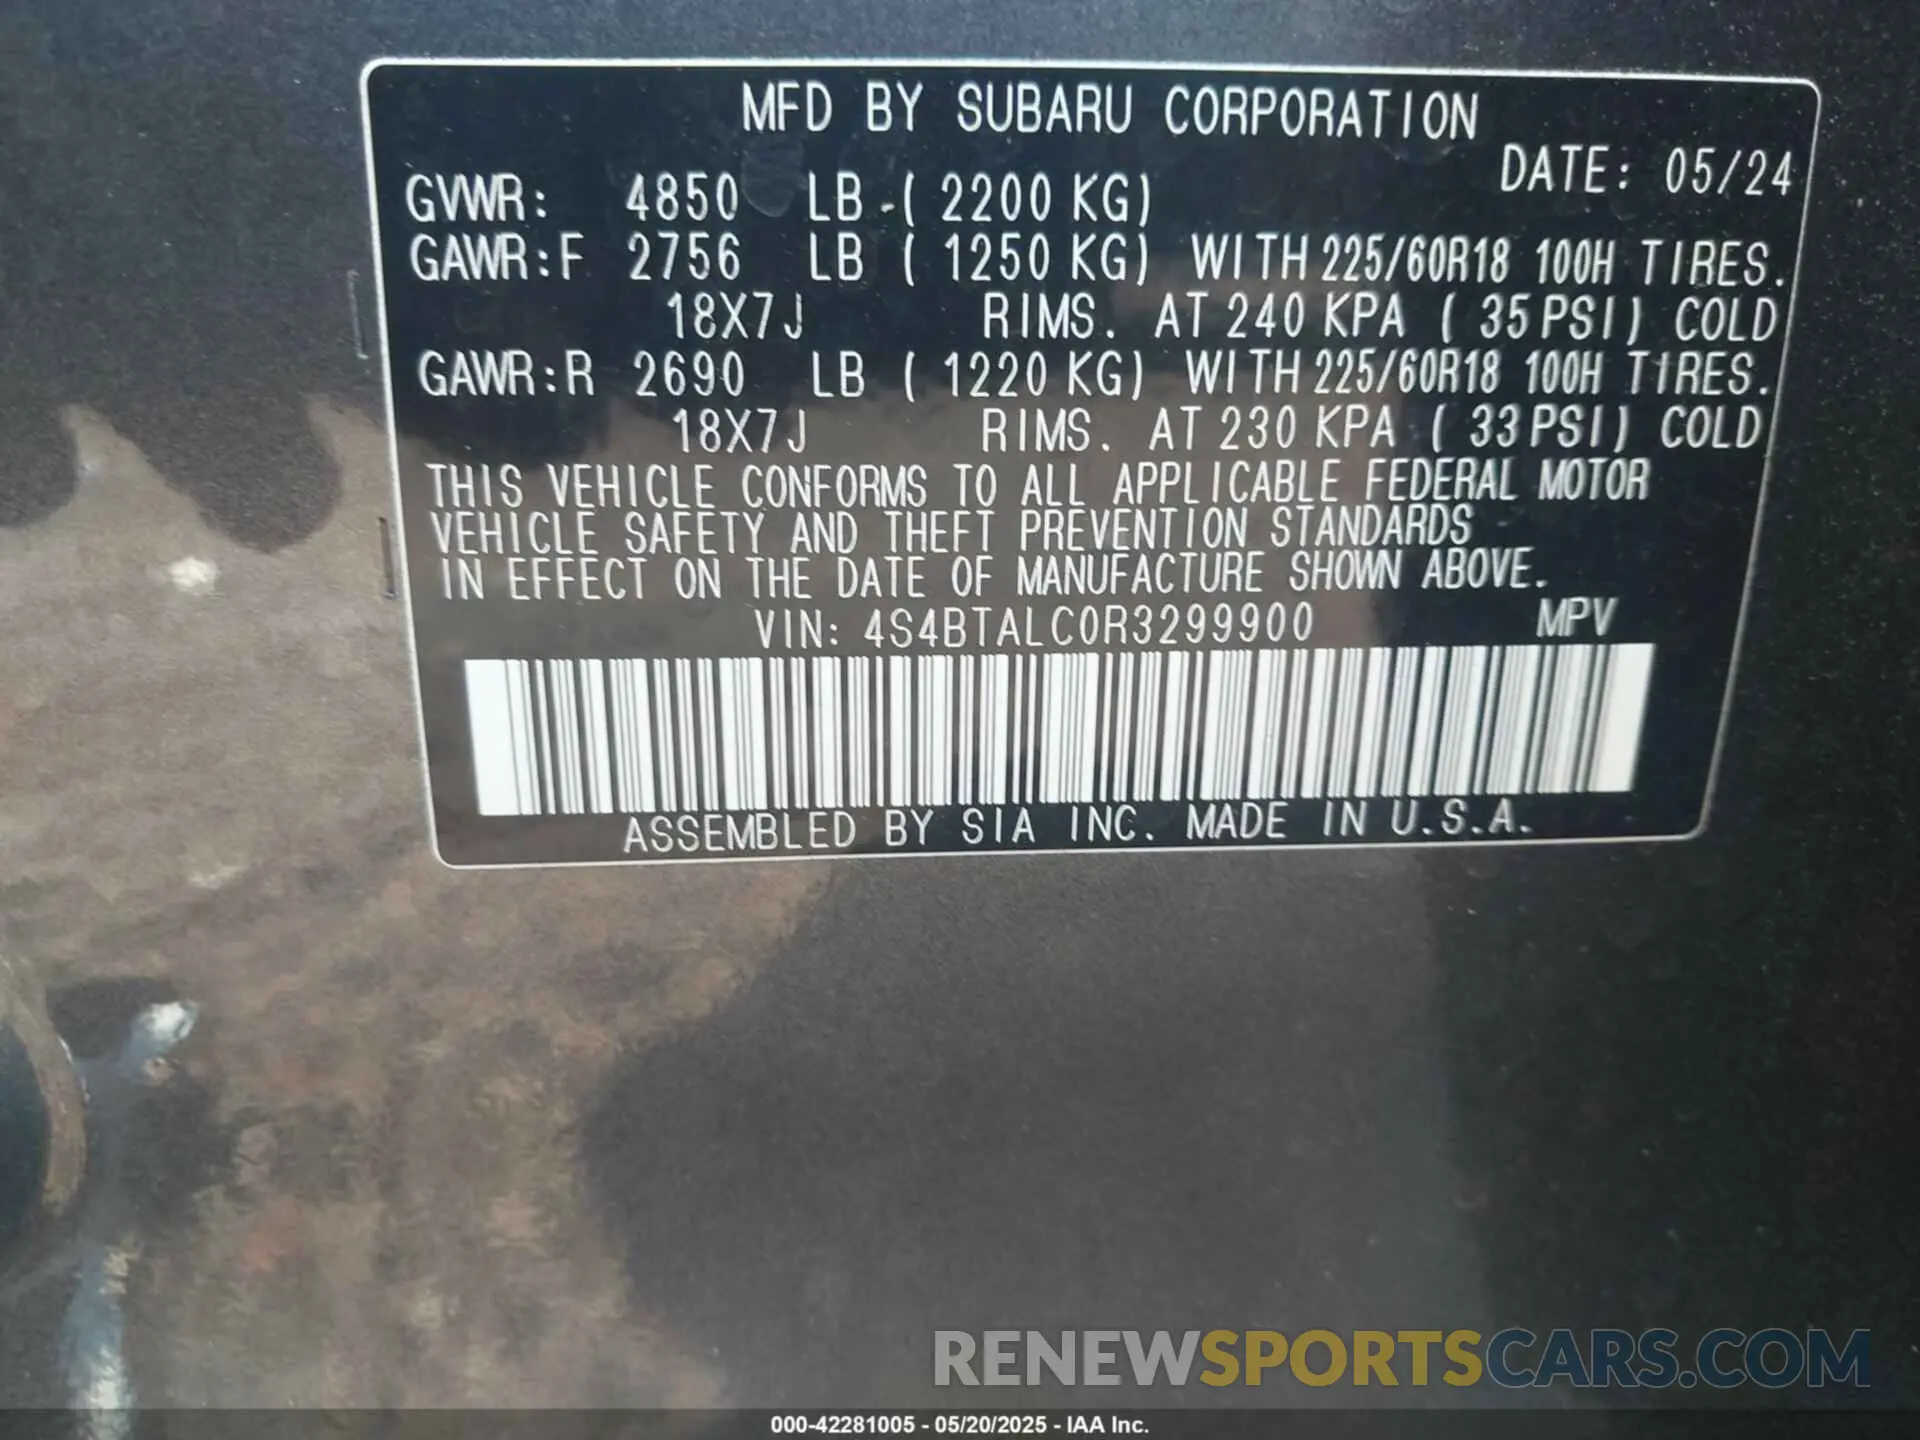 MFD BY SUBARU CORPORATION
DATE: 05/24
GVWR: 4850 LB ( 2200 KG)
GAWR:F 2756 LB ( 1250 KG) WITH 225/60R18 100H TIRES.
18X7J RIMS. AT 240 KPA ( 35 PSI) COLD
GAWR:R 2690 LB ( 1220 KG) WITH 225/60R18 100H TIRES.
18X7J RIMS. AT 230 KPA ( 33 PSI) COLD
THIS VEHICLE CONFORMS TO ALL APPLICABLE FEDERAL MOTOR
VEHICLE SAFETY AND THEFT PREVENTION STANDARDS
IN EFFECT ON THE DATE OF MANUFACTURE SHOWN ABOVE.
VIN: 4S4BTALC0R3299900 MPV
ASSEMBLED BY SIA INC. MADE IN U.S.A.
RENEWSPORTSCARS.COM
000-42281005 - 05/20/2025 - IAA Inc.